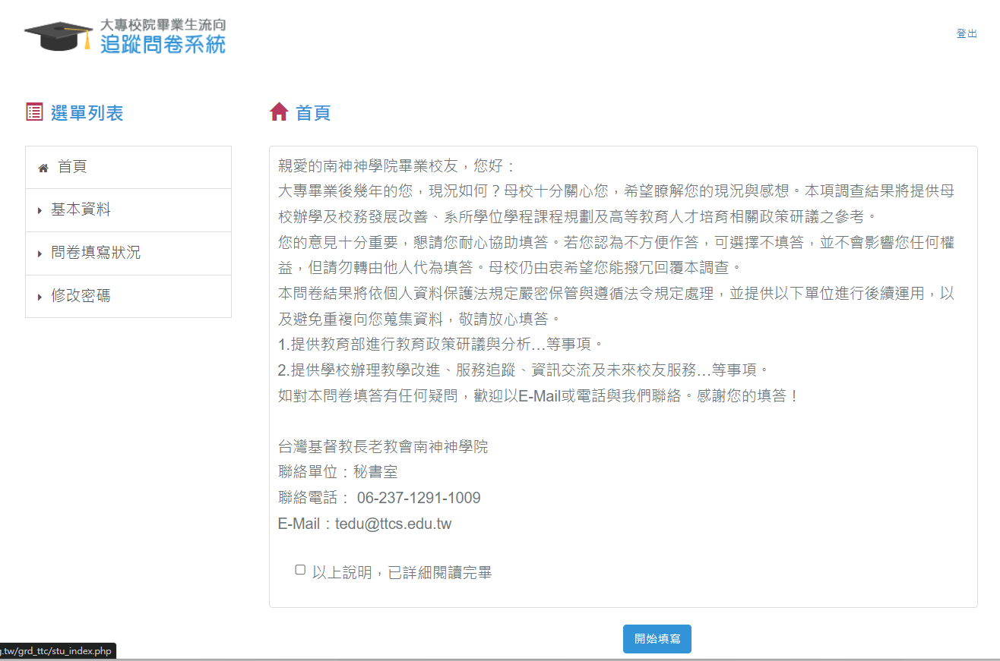 大專校院畢業生流向
追蹤問卷系統
登出
選單列表
首頁
基本資料
問卷填寫狀況
修改密碼
首頁
親愛的南神神學院畢業校友，您好：
大專畢業後幾年的您，現況如何？母校十分關心您，希望瞭解您的現況與感想。本項調查結果將提供母
校辦學及校務發展改善、系所學位學程課程規劃及高等教育人才培育相關政策研議之參考。
您的意見十分重要，懇請您耐心協助填答。若您認為不方便作答，可選擇不填答，並不會影響您任何權
益，但請勿轉由他人代為填答。母校仍由衷希望您能撥冗回覆本調查。
本問卷結果將依個人資料保護法規定嚴密保管與遵循法令規定處理，並提供以下單位進行後續運用，以
及避免重複向您蒐集資料，敬請放心填答。
1.提供教育部進行教育政策研議與分析...等事項。
2.提供學校辦理教學改進、服務追蹤、資訊交流及未來校友服務...等事項。
如對本問卷填答有任何疑問，歡迎以E-Mail或電話與我們聯絡。感謝您的填答！
台灣基督教長老教會南神神學院
聯絡單位：秘書室
聯絡電話： 06-237-1291-1009
E-Mail：tedu@ttcs.edu.tw
以上說明，已詳細閱讀完畢
開始填寫
.tw/grd_ttc/stu_index.php